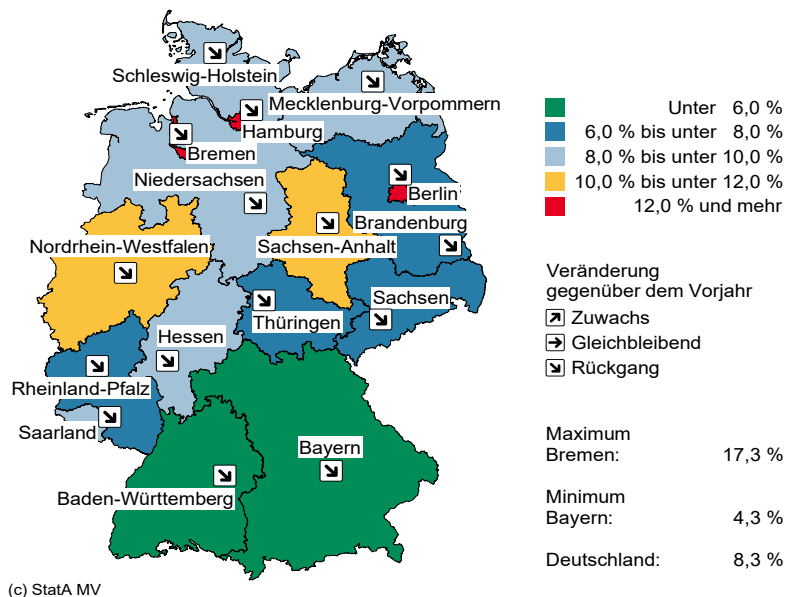 Schleswig-Holstein
Mecklenburg-Vorpommern
Hamburg
Bremen
Niedersachsen
Berlin
Brandenburg
Nordrhein-Westfalen
Sachsen-Anhalt
Sachsen
Thüringen
Hessen
Rheinland-Pfalz
Saarland
Bayern
Baden-Württemberg
(c) StatA MV
Unter 6,0 %
6,0 % bis unter 8,0 %
8,0 % bis unter 10,0 %
10,0 % bis unter 12,0 %
12,0 % und mehr
Veränderung
gegenüber dem Vorjahr
Zuwachs
Gleichbleibend
Rückgang
Maximum
Bremen: 17,3 %
Minimum
Bayern: 4,3 %
Deutschland: 8,3 %